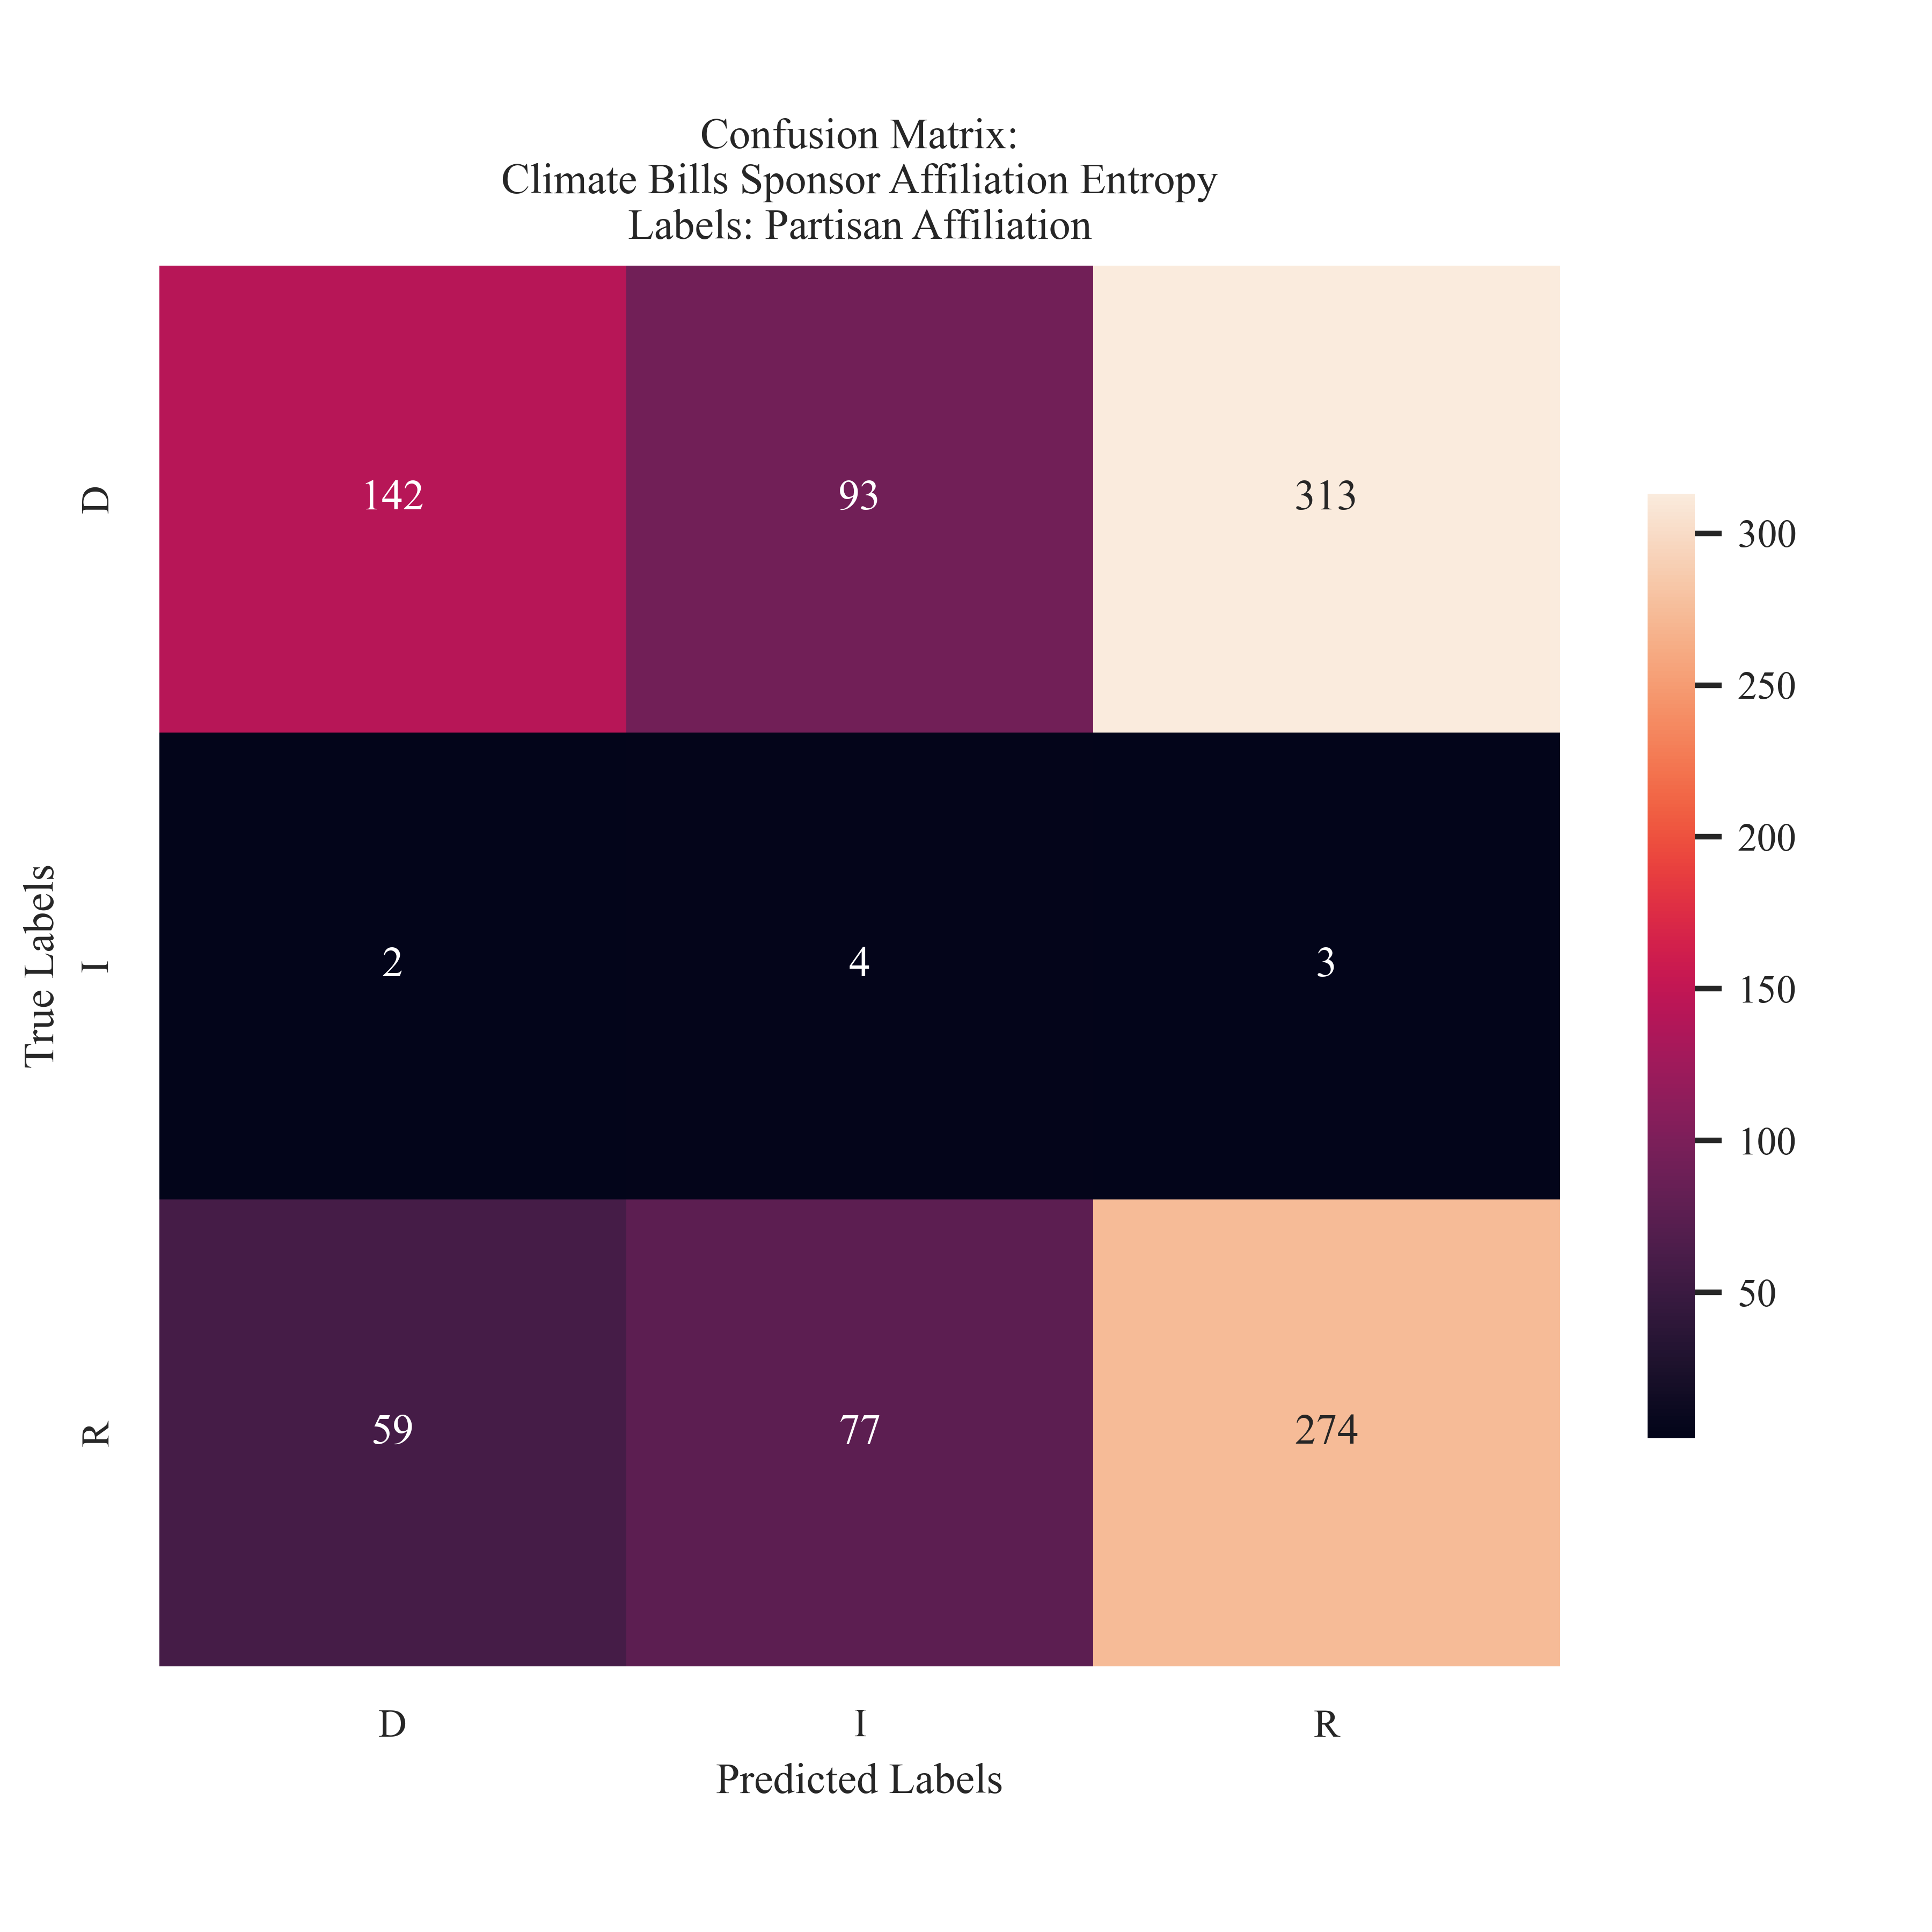 Confusion Matrix:
Climate Bills Sponsor Affiliation Entropy
Labels: Partisan Affiliation
True Labels
D
142
93
313
I
2
4
3
R
59
77
274
D
I
R
Predicted Labels
300
250
200
150
100
50